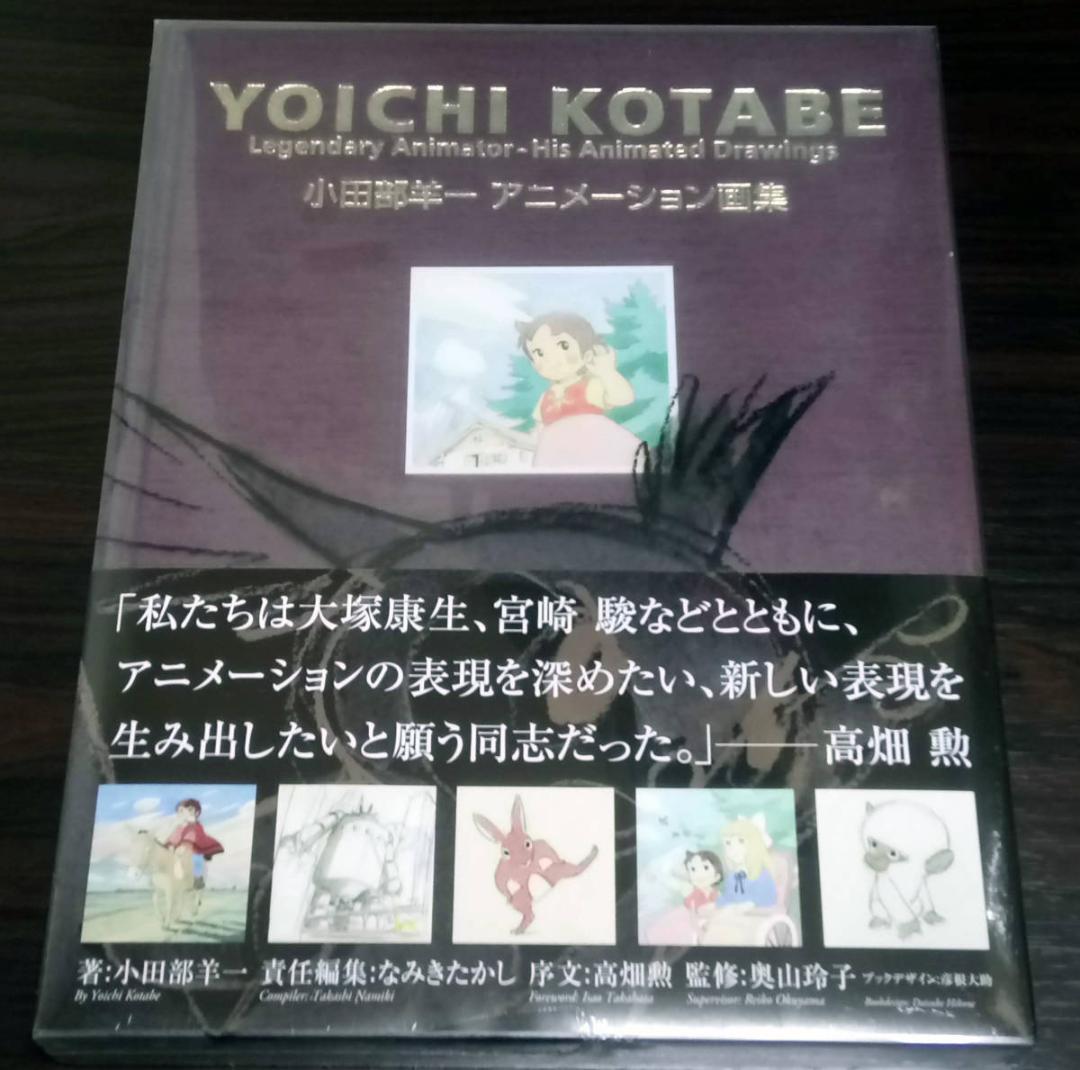 YOICHI KOTABE
Legendary Animator - His Animated Drawings
小田部羊一 アニメーション画集
「私たちは大塚康生、宮崎 駿などとともに、
アニメーションの表現を深めたい、新しい表現を
生み出したいと願う同志だった。」――高畑 勲
著:小田部羊一 責任編集:なみきたかし 序文:高畑勲 監修:奥山玲子 ブックデザイン:彦根大助
By Yoichi Kotabe Compiler: Takashi Namiki Foreword: Isao Takahata Supervisor: Reiko Okuyama Bookdesign: Daisuke Hikone